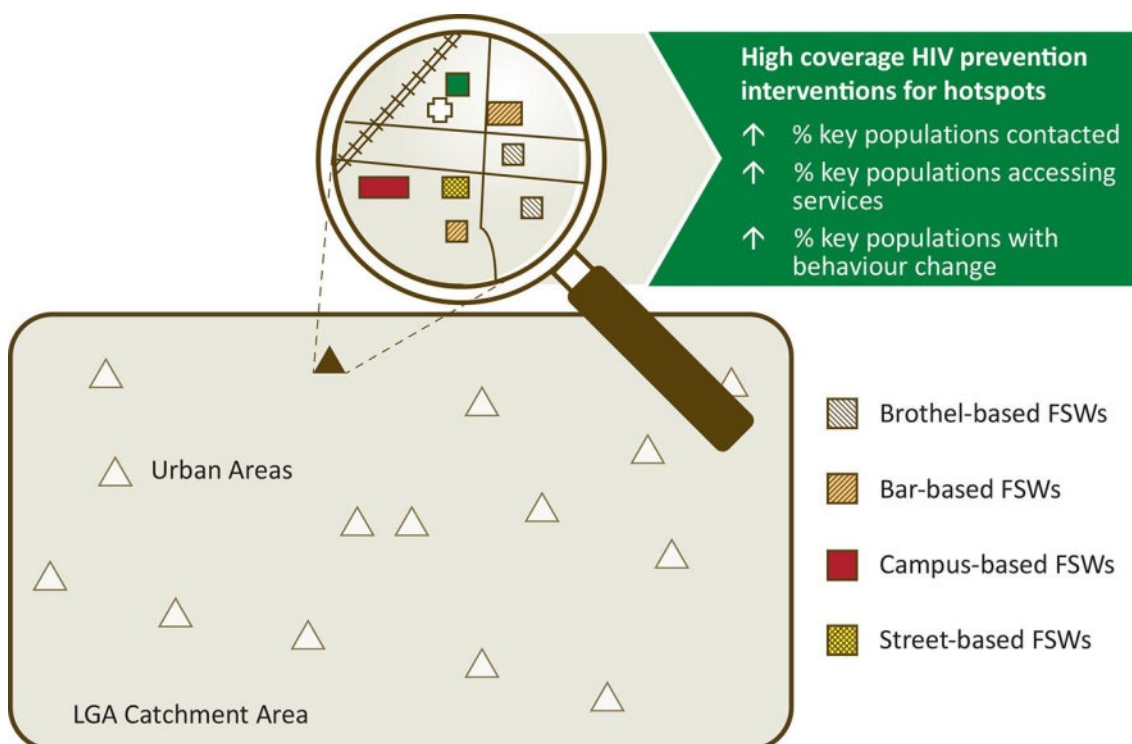 High coverage HIV prevention
interventions for hotspots
↑ % key populations contacted
↑ % key populations accessing
services
↑ % key populations with
behaviour change
Urban Areas
LGA Catchment Area
Brothel-based FSWs
Bar-based FSWs
Campus-based FSWs
Street-based FSWs